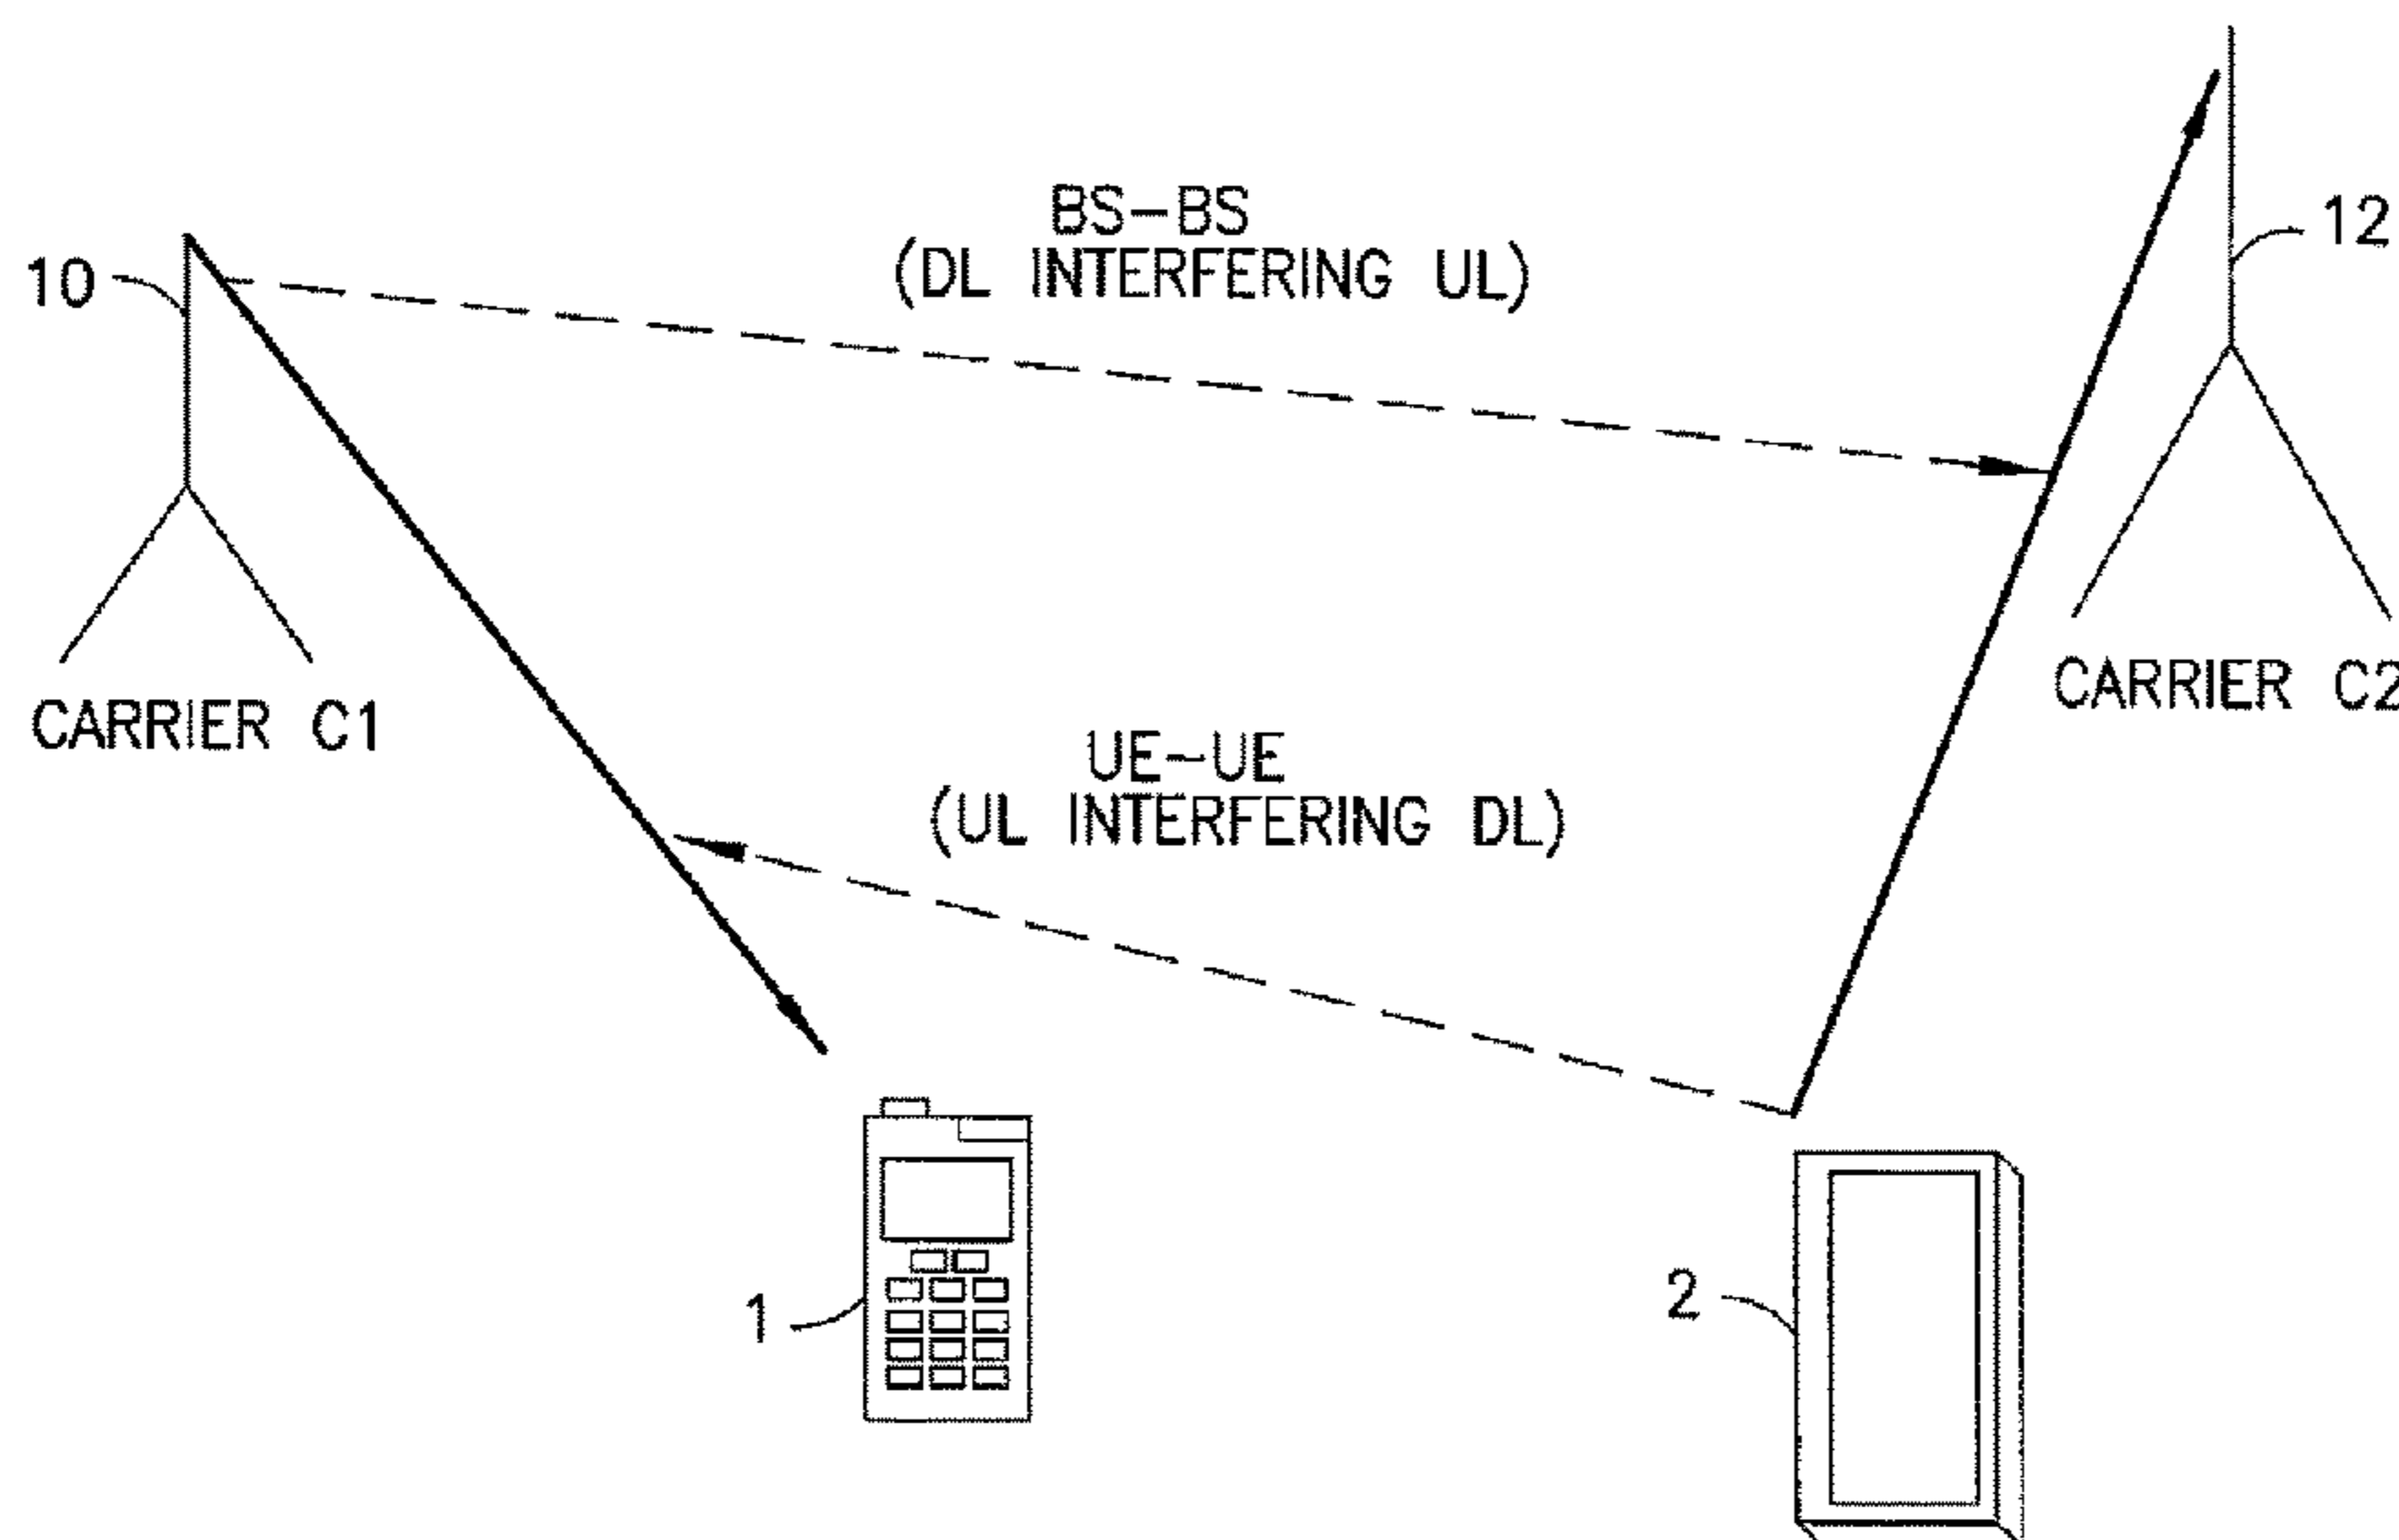 BS-BS
(DL INTERFERING UL)
10
12
CARRIER C1
CARRIER C2
UE-UE
(UL INTERFERING DL)
1
2